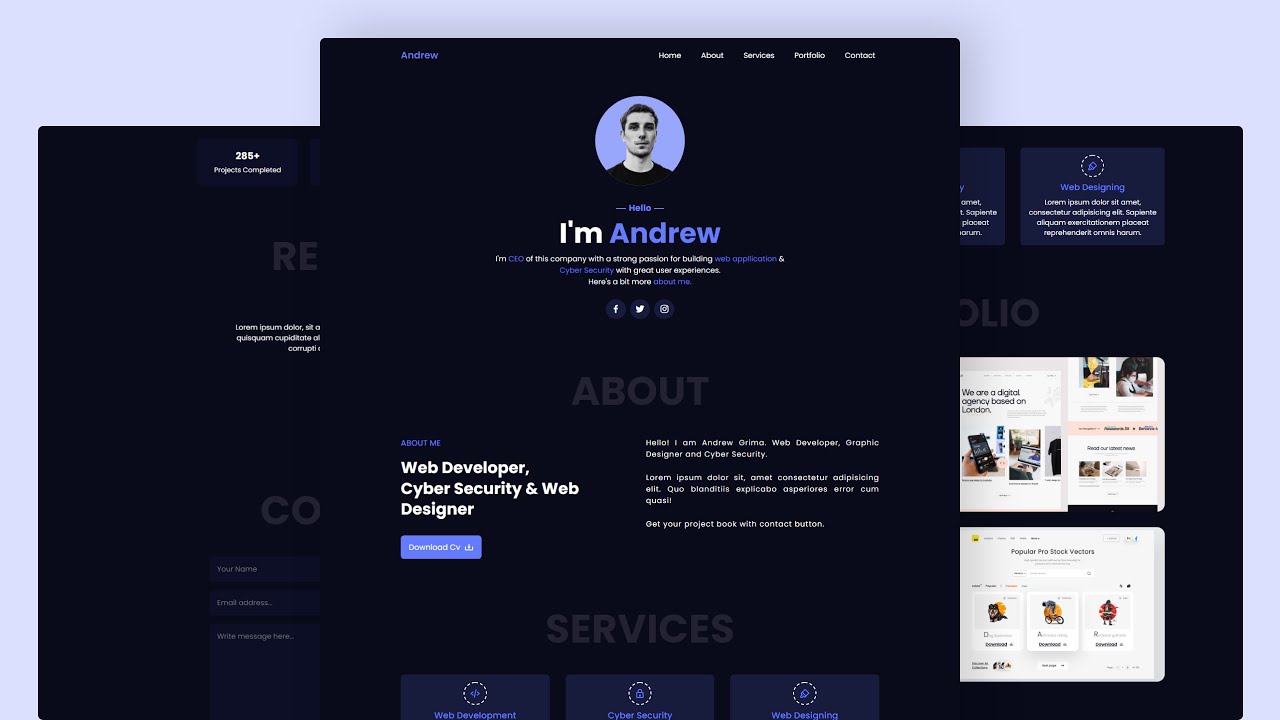 Andrew
Home About Services Portfolio Contact
Hello
I'm Andrew
I'm CEO of this company with a strong passion for building web appllication &
Cyber Security with great user experiences.
Here's a bit more about me.
ABOUT
ABOUT ME
Web Developer,
Cyber Security & Web
Designer
Download Cv
Hello! I am Andrew Grima. Web Developer, Graphic
Designer and Cyber Security.
Lorem ipsum dolor sit, amet consectetur adipisicing
elit. Quo blanditiis explicabo asperiores error cum
quasi!
Get your project book with contact button.
SERVICES
Web Development
Cyber Security
Web Designing
285+
Projects Completed
RE
Lorem ipsum dolor, sit a
quisquam cupiditate al
corrupti
CO
Your Name
Email address...
Write message here...
y
amet,
t. Sapiente
placeat
harum.
Web Designing
Lorem ipsum dolor sit amet,
consectetur adipisicing elit. Sapiente
aliquam exercitationem placeat
reprehenderit omnis harum.
OLIO
We are a digital
agency based on
London.
Read our latest news
Popular Pro Stock Vectors
D
Download
A
Download
R
Download
Next page